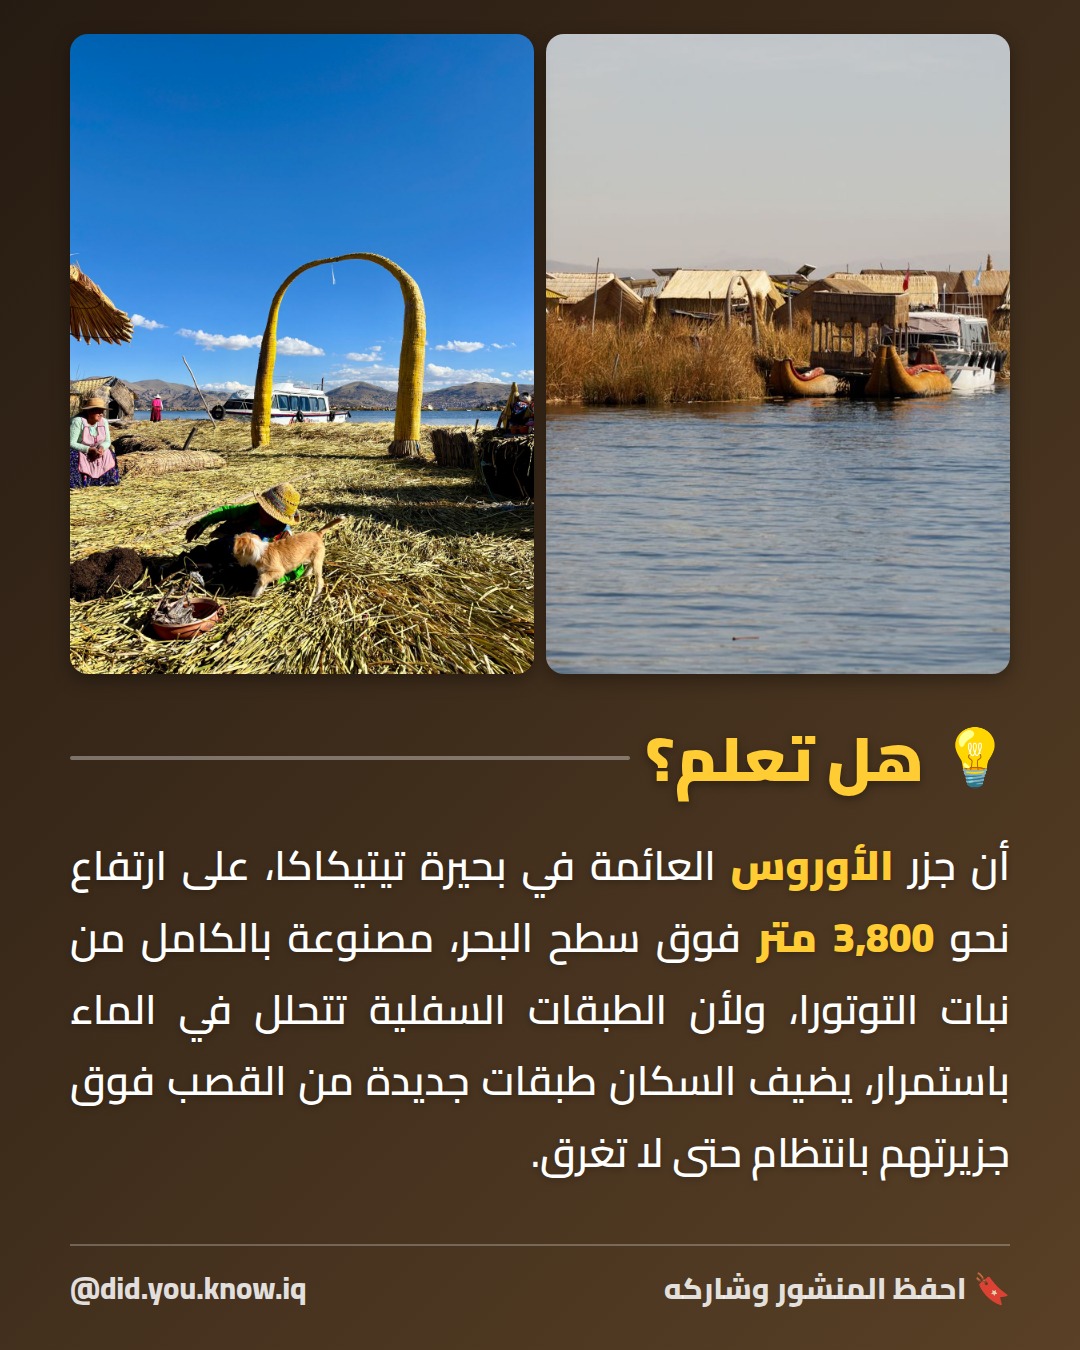 💡 هل تعلم؟
أن جزر الأوروس العائمة في بحيرة تيتيكاكا، على ارتفاع
نحو 3,800 متر فوق سطح البحر، مصنوعة بالكامل من
نبات التوتورا، ولأن الطبقات السفلية تتحلل في الماء
باستمرار، يضيف السكان طبقات جديدة من القصب فوق
جزيرتهم بانتظام حتى لا تغرق.
🔖 احفظ المنشور وشاركه
@did.you.know.iq